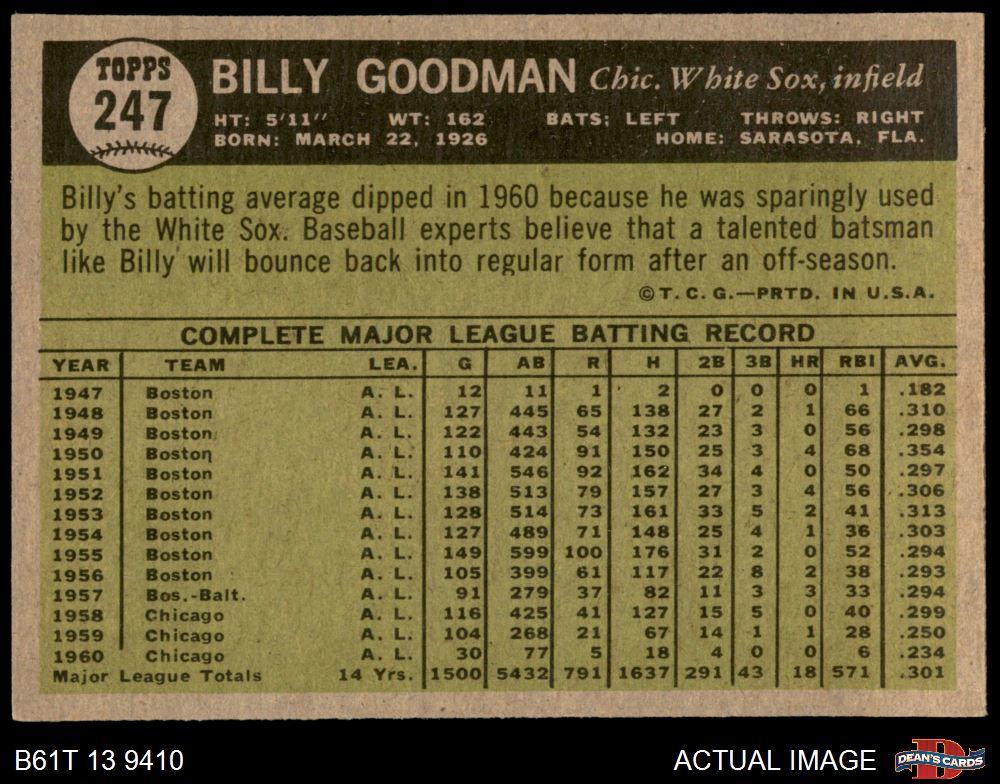 TOPPS
247
BILLY GOODMAN Chic. White Sox, infield
HT: 5'11" WT: 162 BATS: LEFT THROWS: RIGHT
BORN: MARCH 22, 1926 HOME: SARASOTA, FLA.
Billy's batting average dipped in 1960 because he was sparingly used
by the White Sox. Baseball experts believe that a talented batsman
like Billy will bounce back into regular form after an off-season.
©T. C. G.—PRTD. IN U.S.A.
COMPLETE MAJOR LEAGUE BATTING RECORD
YEAR TEAM LEA. G AB R H 2B 3B HR RBI AVG.
1947 Boston A. L. 12 11 1 2 0 0 0 1 .182
1948 Boston A. L. 127 445 65 138 27 2 1 66 .310
1949 Boston A. L. 122 443 54 132 23 3 0 56 .298
1950 Boston A. L. 110 424 91 150 25 3 4 68 .354
1951 Boston A. L. 141 546 92 162 34 4 0 50 .297
1952 Boston A. L. 138 513 79 157 27 3 4 56 .306
1953 Boston A. L. 128 514 73 161 33 5 2 41 .313
1954 Boston A. L. 127 489 71 148 25 4 1 36 .303
1955 Boston A. L. 149 599 100 176 31 2 0 52 .294
1956 Boston A. L. 105 399 61 117 22 8 2 38 .293
1957 Bos.-Balt. A. L. 91 279 37 82 11 3 3 33 .294
1958 Chicago A. L. 116 425 41 127 15 5 0 40 .299
1959 Chicago A. L. 104 268 21 67 14 1 1 28 .250
1960 Chicago A. L. 30 77 5 18 4 0 0 6 .234
Major League Totals 14 Yrs. 1500 5432 791 1637 291 43 18 571 .301
B61T 13 9410 ACTUAL IMAGE
DEAN'S CARDS